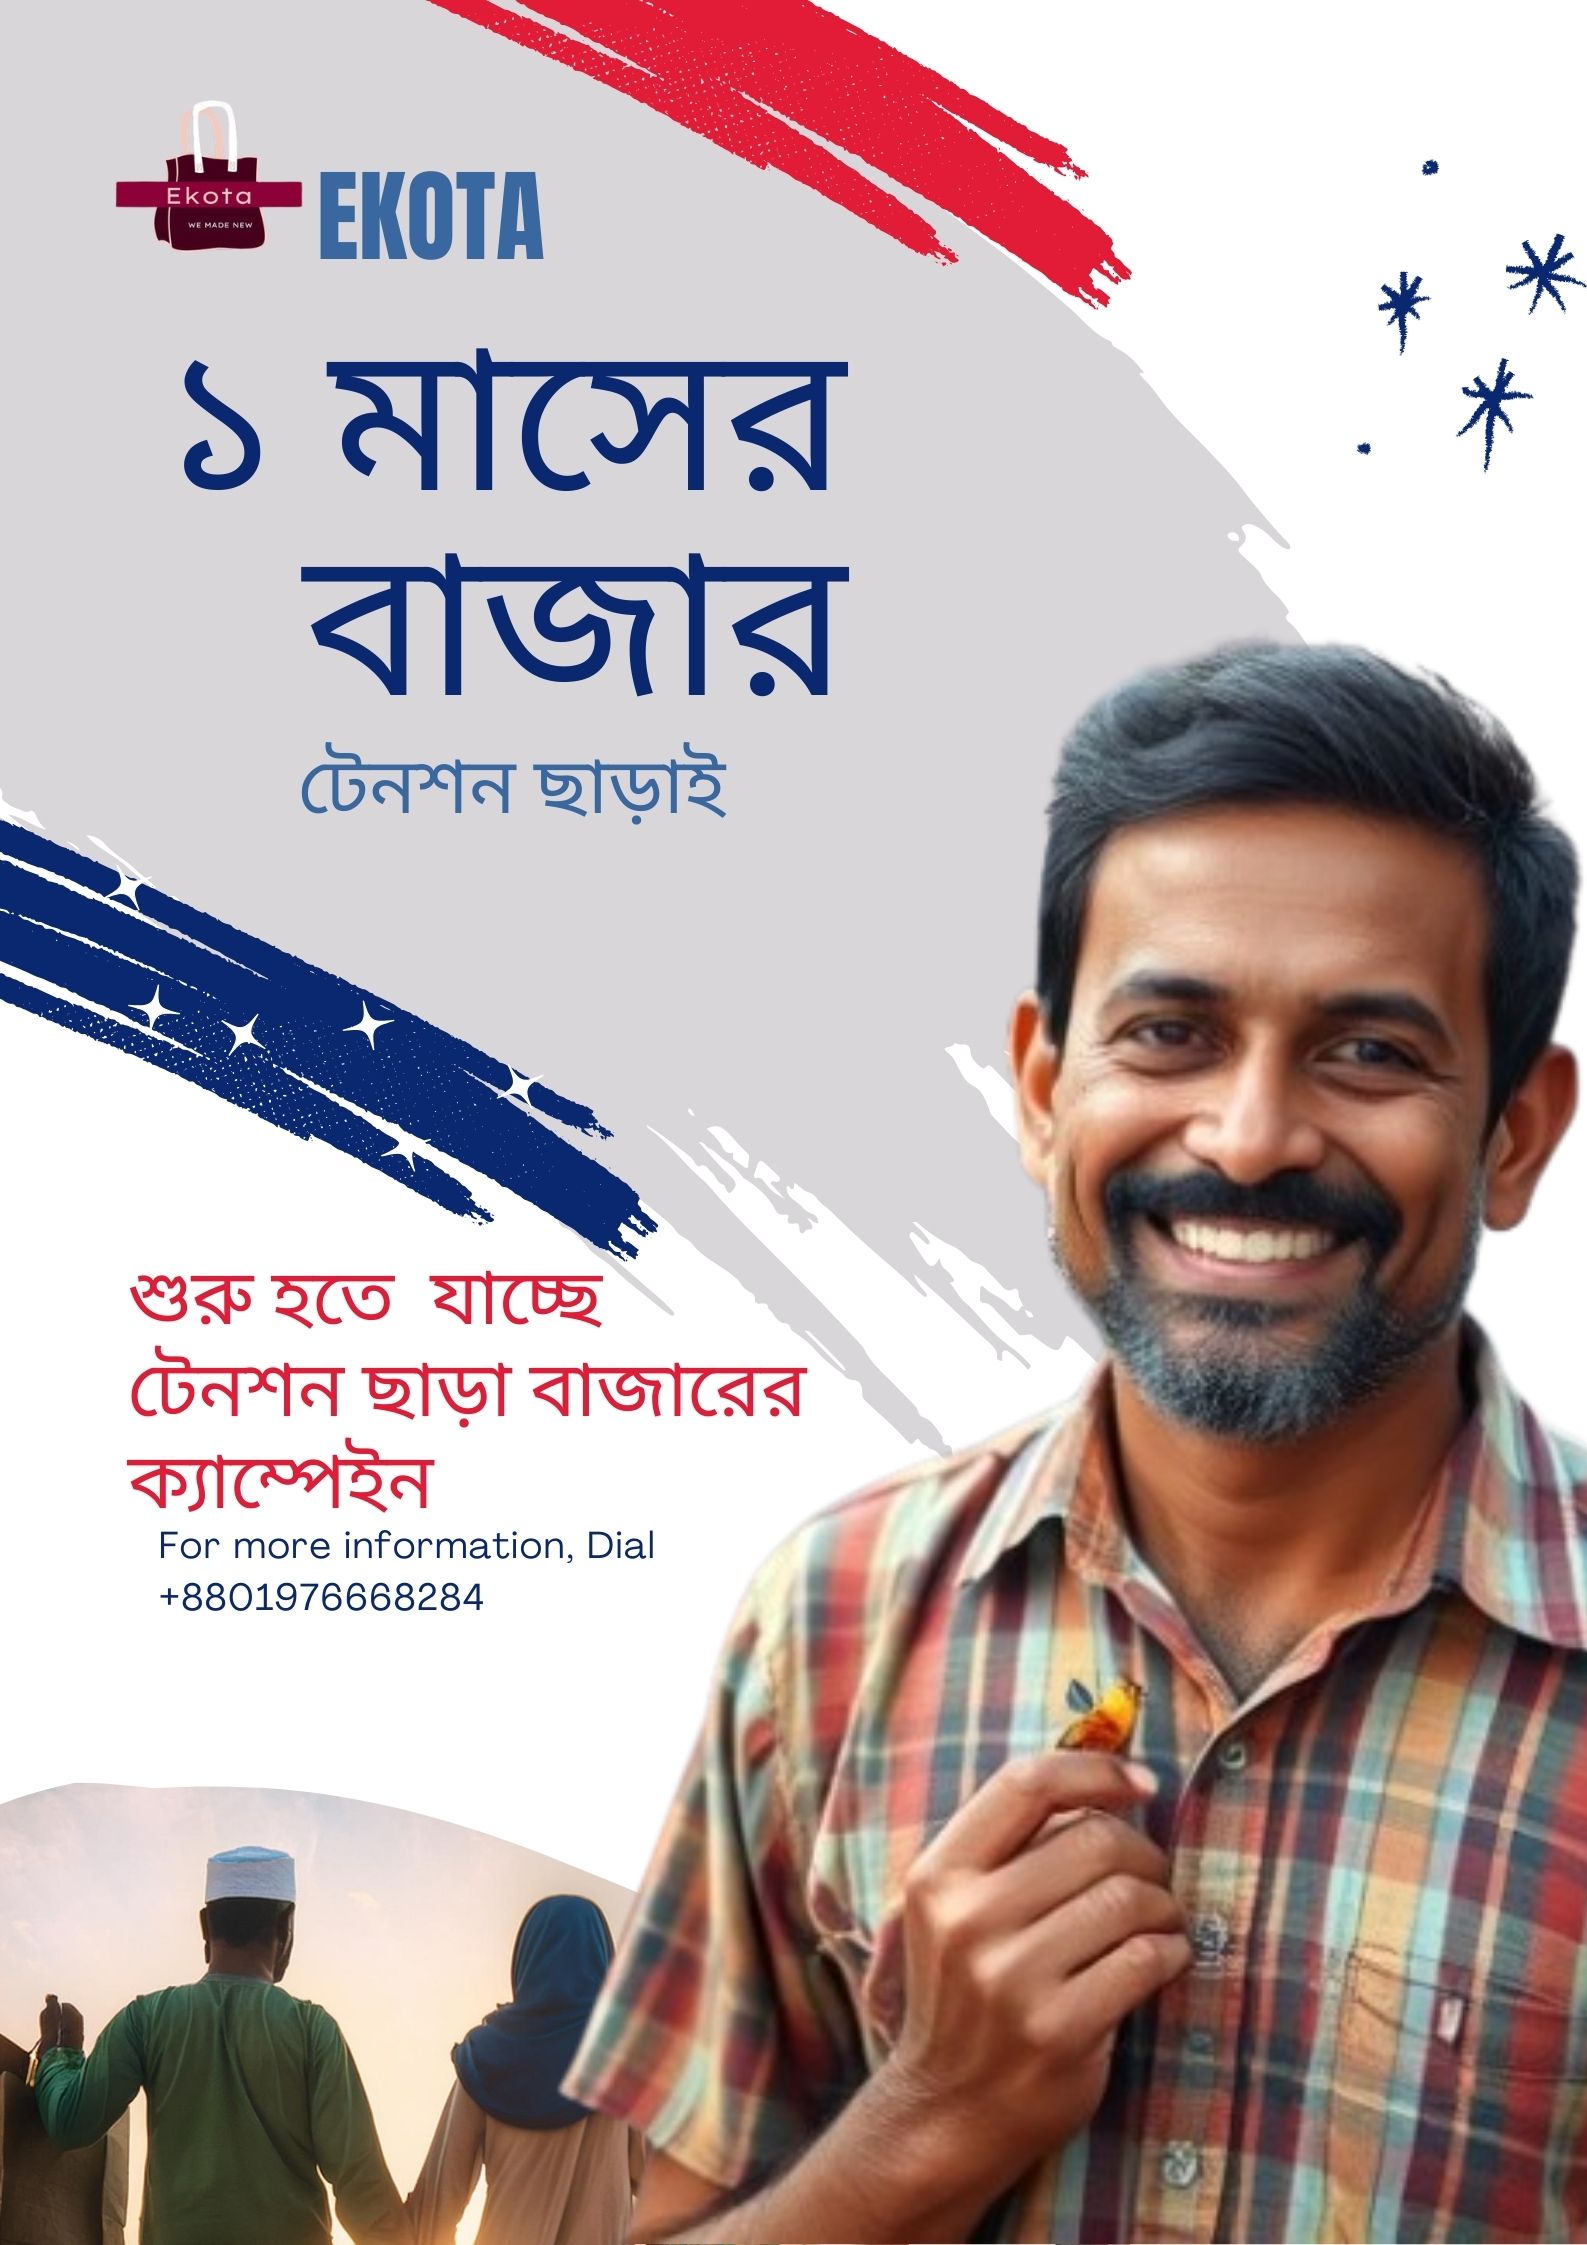 Ekota
WE MADE NEW
EKOTA
১ মাসের
বাজার
টেনশন ছাড়াই
শুরু হতে যাচ্ছে
টেনশন ছাড়া বাজারের
ক্যাম্পেইন
For more information, Dial
+8801976668284